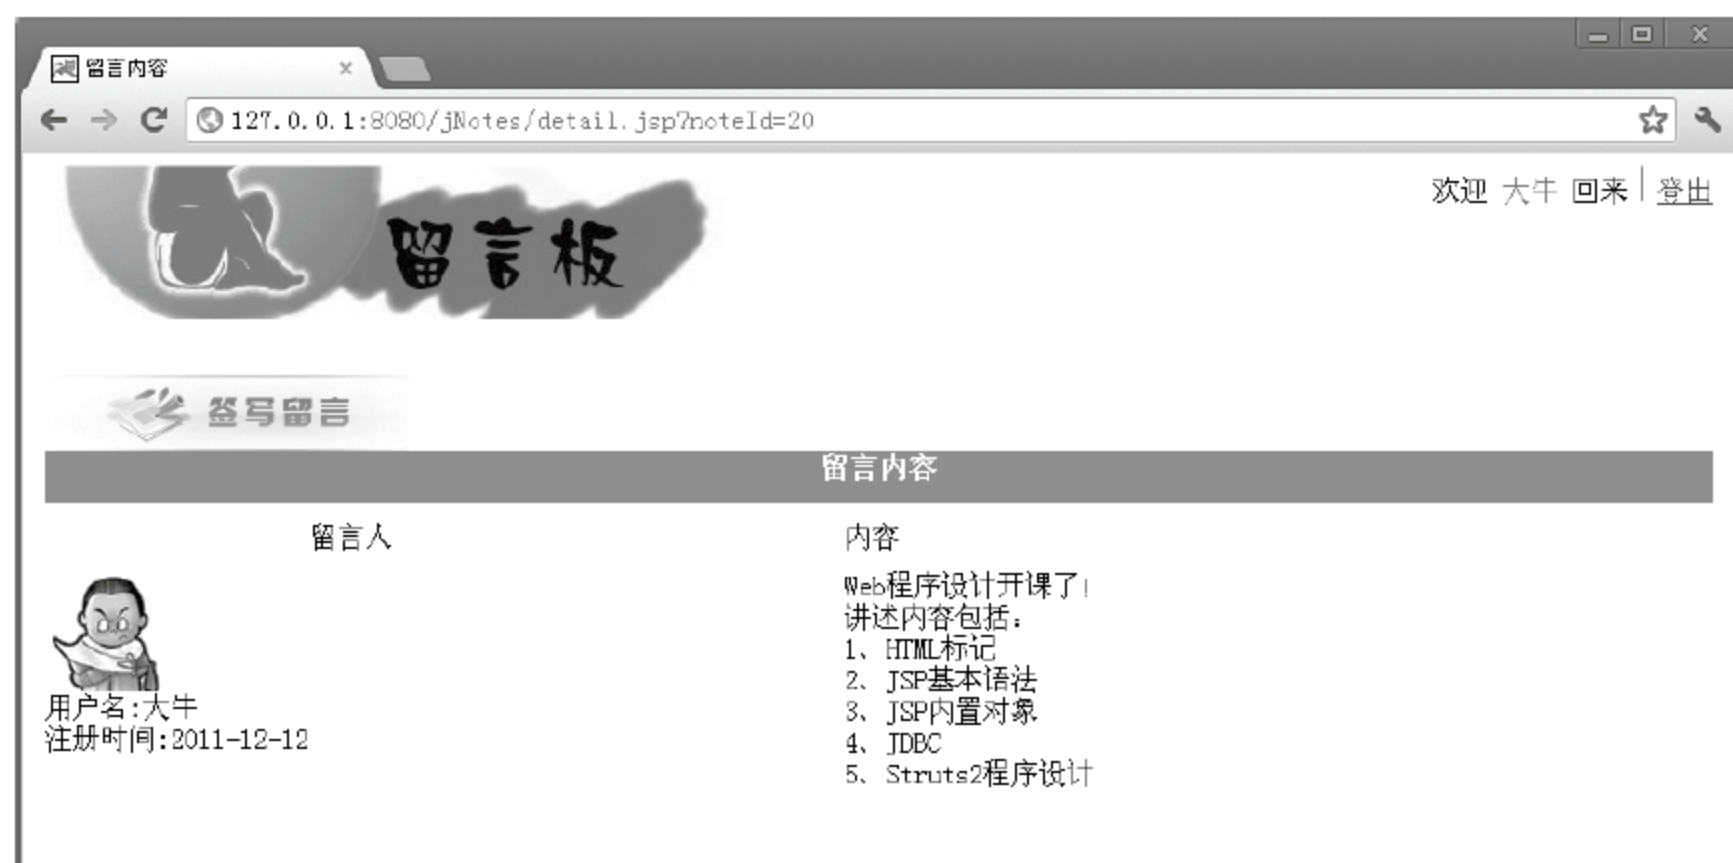 留言内容
127.0.0.1:8080/jNotes/detail.jsp?noteId=20
欢迎 大牛 回来 | 登出
留言板
签写留言
留言内容
留言人 内容
Web程序设计开课了!
讲述内容包括:
1、HTML标记
2、JSP基本语法
3、JSP内置对象
4、JDBC
5、Struts2程序设计
用户名:大牛
注册时间:2011-12-12